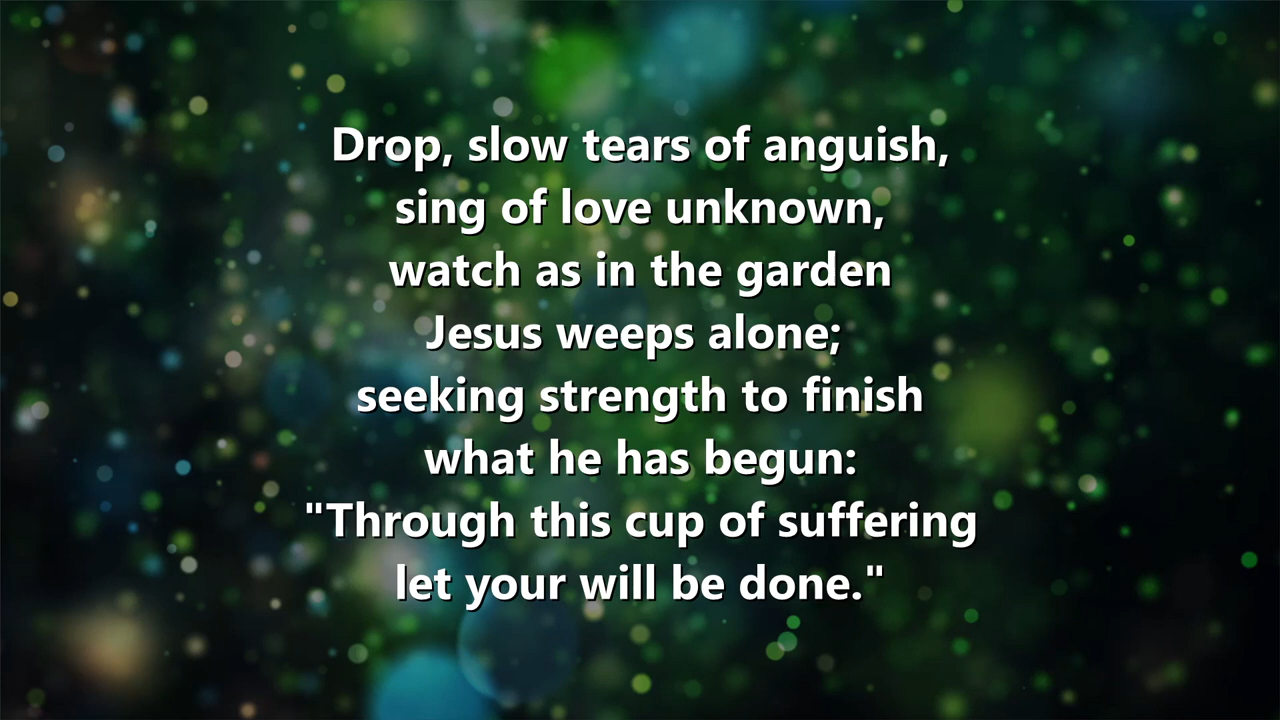 Drop, slow tears of anguish,
sing of love unknown,
watch as in the garden
Jesus weeps alone;
seeking strength to finish
what he has begun:
"Through this cup of suffering
let your will be done."